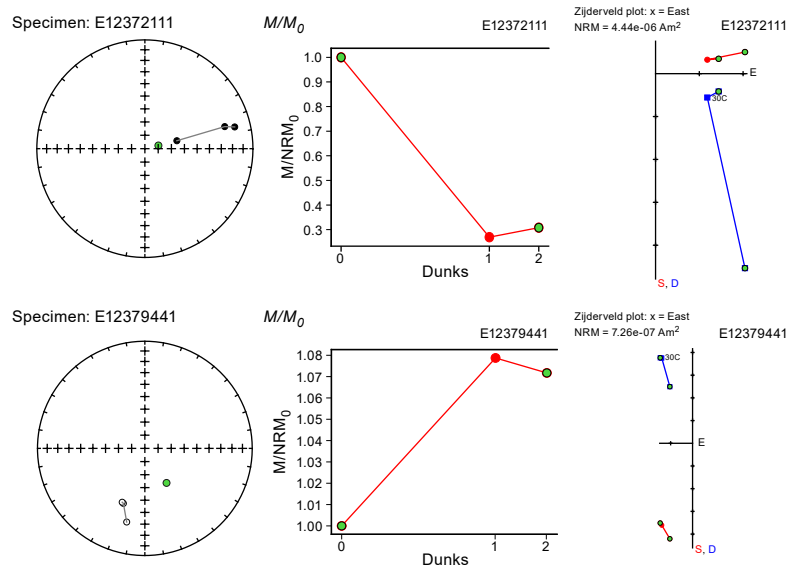 Specimen: E12372111
M/M0
E12372111
Zijderveld plot: x = East
NRM = 4.44e-06 Am2
E12372111
1.0
0.9
0.8
0.7
0.6
0.5
0.4
0.3
M/NRM0
0
1
2
Dunks
E
30C
S, D
Specimen: E12379441
M/M0
E12379441
Zijderveld plot: x = East
NRM = 7.26e-07 Am2
E12379441
1.08
1.07
1.06
1.05
1.04
1.03
1.02
1.01
1.00
M/NRM0
0
1
2
Dunks
30C
E
S, D